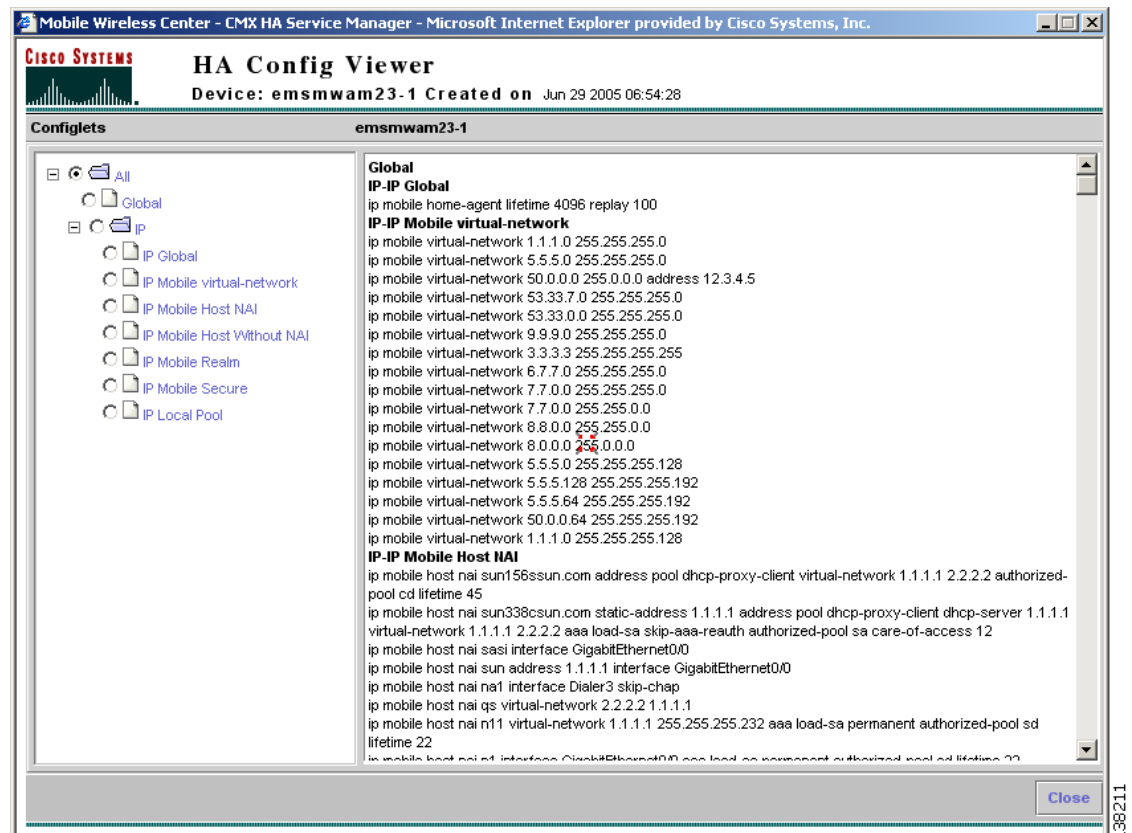 Mobile Wireless Center - CMX HA Service Manager - Microsoft Internet Explorer provided by Cisco Systems, Inc.
CISCO SYSTEMS
HA Config Viewer
Device: emsmwam23-1 Created on Jun 29 2005 06:54:28
Configlets
emsmwam23-1
All
Global
IP
IP Global
IP Mobile virtual-network
IP Mobile Host NAI
IP Mobile Host Without NAI
IP Mobile Realm
IP Mobile Secure
IP Local Pool
Global
IP-IP Global
ip mobile home-agent lifetime 4096 replay 100
IP-IP Mobile virtual-network
ip mobile virtual-network 1.1.1.0 255.255.255.0
ip mobile virtual-network 5.5.5.0 255.255.255.0
ip mobile virtual-network 50.0.0.0 255.0.0.0 address 12.3.4.5
ip mobile virtual-network 53.33.7.0 255.255.255.0
ip mobile virtual-network 53.33.0.0 255.255.255.0
ip mobile virtual-network 9.9.9.0 255.255.255.0
ip mobile virtual-network 3.3.3.3 255.255.255.255
ip mobile virtual-network 6.7.7.0 255.255.255.0
ip mobile virtual-network 7.7.0.0 255.255.255.0
ip mobile virtual-network 7.7.0.0 255.255.0.0
ip mobile virtual-network 8.8.0.0 255.255.0.0
ip mobile virtual-network 8.0.0.0 255.0.0.0
ip mobile virtual-network 5.5.5.0 255.255.255.128
ip mobile virtual-network 5.5.5.128 255.255.255.192
ip mobile virtual-network 5.5.5.64 255.255.255.192
ip mobile virtual-network 50.0.0.64 255.255.255.192
ip mobile virtual-network 1.1.1.0 255.255.255.128
IP-IP Mobile Host NAI
ip mobile host nai sun156ssun.com address pool dhcp-proxy-client virtual-network 1.1.1.1 2.2.2.2 authorized-
pool cd lifetime 45
ip mobile host nai sun338csun.com static-address 1.1.1.1 address pool dhcp-proxy-client dhcp-server 1.1.1.1
virtual-network 1.1.1.1 2.2.2.2 aaa load-sa skip-aaa-reauth authorized-pool sa care-of-access 12
ip mobile host nai sasi interface GigabitEthernet0/0
ip mobile host nai sun address 1.1.1.1 interface GigabitEthernet0/0
ip mobile host nai na1 interface Dialer3 skip-chap
ip mobile host nai qs virtual-network 2.2.2.2 1.1.1.1
ip mobile host nai n11 virtual-network 1.1.1.1 255.255.255.232 aaa load-sa permanent authorized-pool sd
lifetime 22
ip mobile host nai n1 interface GigabitEthernet0/0 aaa load-sa permanent authorized-pool sd lifetime 22
Close